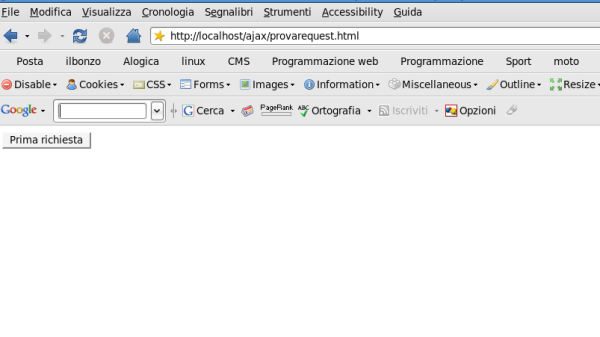 File Modifica Visualizza Cronologia Segnalibri Strumenti Accessibility Guida
http://localhost/ajax/provarequest.html
Posta ilbonzo Alogica linux CMS Programmazione web Programmazione Sport moto
Disable Cookies CSS Forms Images Information Miscellaneous Outline Resize
Google G Cerca PageRank ABC Ortografia Iscriviti Opzioni
Prima richiesta